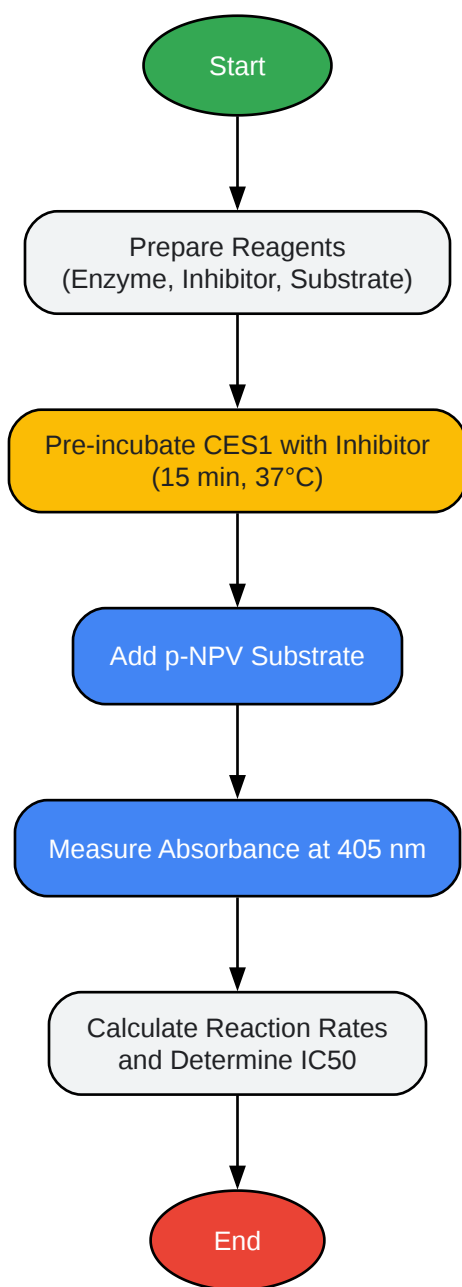 Start
Prepare Reagents
(Enzyme, Inhibitor, Substrate)
Pre-incubate CES1 with Inhibitor
(15 min, 37°C)
Add p-NPV Substrate
Measure Absorbance at 405 nm
Calculate Reaction Rates
and Determine IC50
End